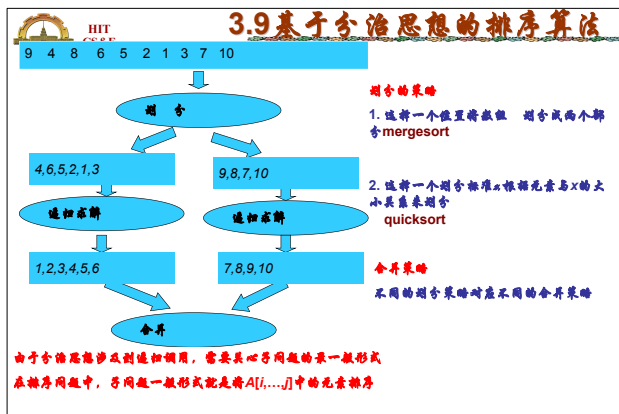 HIT
CS&E
3.9基于分治思想的排序算法
9 4 8 6 5 2 1 3 7 10
划 分
4,6,5,2,1,3
9,8,7,10
递归求解
递归求解
1,2,3,4,5,6
7,8,9,10
合并
划分的策略
1. 选择一个位置将数组 划分成两个部
分mergesort
2. 选择一个划分标准x,根据元素与x的大
小关系来划分
quicksort
合并策略
不同的划分策略对应不同的合并策略
由于分治思想涉及到递归调用，需要关心子问题的最一般形式
在排序问题中，子问题一般形式就是将A[i,…,j]中的元素排序